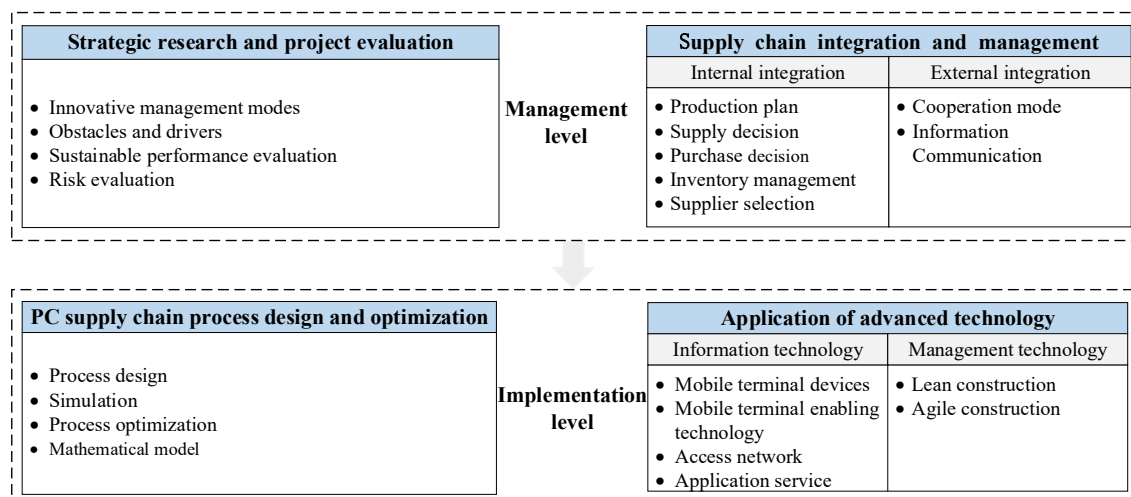 Strategic research and project evaluation
• Innovative management modes
• Obstacles and drivers
• Sustainable performance evaluation
• Risk evaluation
Management
level
Supply chain integration and management
Internal integration
• Production plan
• Supply decision
• Purchase decision
• Inventory management
• Supplier selection
External integration
• Cooperation mode
• Information
Communication
PC supply chain process design and optimization
• Process design
• Simulation
• Process optimization
• Mathematical model
Implementation
level
Application of advanced technology
Information technology
• Mobile terminal devices
• Mobile terminal enabling
technology
• Access network
• Application service
Management technology
• Lean construction
• Agile construction